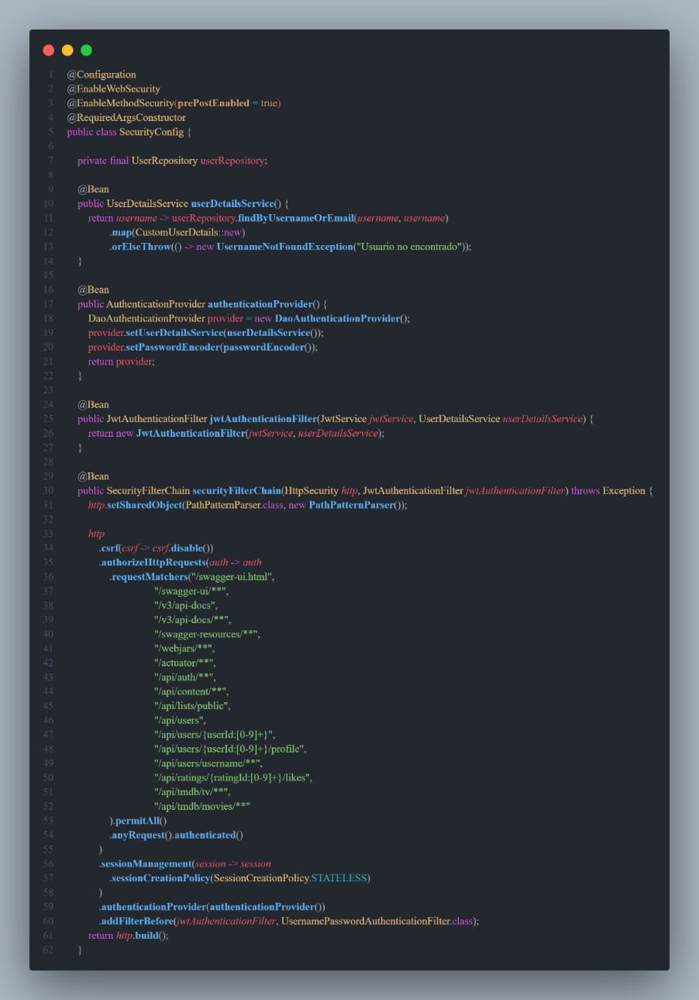 1 @Configuration
2 @EnableWebSecurity
3 @EnableMethodSecurity(prePostEnabled = true)
4 @RequiredArgsConstructor
5 public class SecurityConfig {
6
7 private final UserRepository userRepository;
8
9 @Bean
10 public UserDetailsService userDetailsService() {
11 return username -> userRepository.findByUsernameOrEmail(username, username)
12 .map(CustomUserDetails::new)
13 .orElseThrow(() -> new UsernameNotFoundException("Usuario no encontrado"));
14 }
15
16 @Bean
17 public AuthenticationProvider authenticationProvider() {
18 DaoAuthenticationProvider provider = new DaoAuthenticationProvider();
19 provider.setUserDetailsService(userDetailsService());
20 provider.setPasswordEncoder(passwordEncoder());
21 return provider;
22 }
23
24 @Bean
25 public JwtAuthenticationFilter jwtAuthenticationFilter(JwtService jwtService, UserDetailsService userDetailsService) {
26 return new JwtAuthenticationFilter(jwtService, userDetailsService);
27 }
28
29 @Bean
30 public SecurityFilterChain securityFilterChain(HttpSecurity http, JwtAuthenticationFilter jwtAuthenticationFilter) throws Exception {
31 http.setSharedObject(PathPatternParser.class, new PathPatternParser());
32
33 http
34 .csrf(csrf -> csrf.disable())
35 .authorizeHttpRequests(auth -> auth
36 .requestMatchers("/swagger-ui.html",
37 "/swagger-ui/**",
38 "/v3/api-docs",
39 "/v3/api-docs/**",
40 "/swagger-resources/**",
41 "/webjars/**",
42 "/actuator/**",
43 "/api/auth/**",
44 "/api/content/**",
45 "/api/lists/public",
46 "/api/users",
47 "/api/users/{userId:[0-9]+}",
48 "/api/users/{userId:[0-9]+}/profile",
49 "/api/users/username/**",
50 "/api/ratings/{ratingId:[0-9]+}/likes",
51 "/api/tmdb/tv/**",
52 "/api/tmdb/movies/**"
53 ).permitAll()
54 .anyRequest().authenticated()
55 )
56 .sessionManagement(session -> session
57 .sessionCreationPolicy(SessionCreationPolicy.STATELESS)
58 )
59 .authenticationProvider(authenticationProvider())
60 .addFilterBefore(jwtAuthenticationFilter, UsernamePasswordAuthenticationFilter.class);
61 return http.build();
62 }